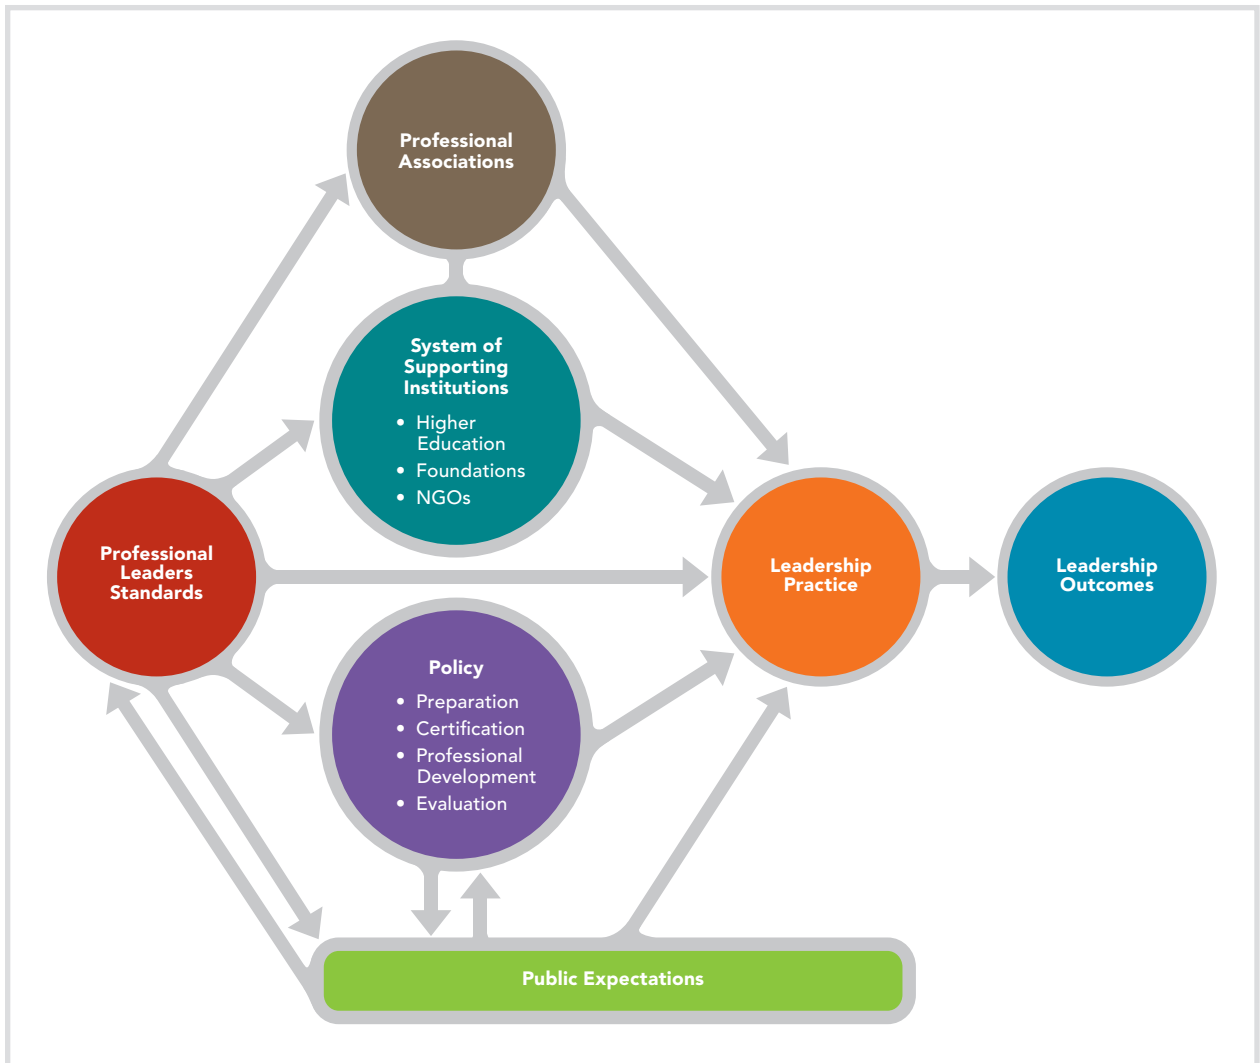 Professional
Associations
System of
Supporting
Institutions
• Higher
Education
• Foundations
• NGOs
Professional
Leaders
Standards
Leadership
Practice
Leadership
Outcomes
Policy
• Preparation
• Certification
• Professional
Development
• Evaluation
Public Expectations